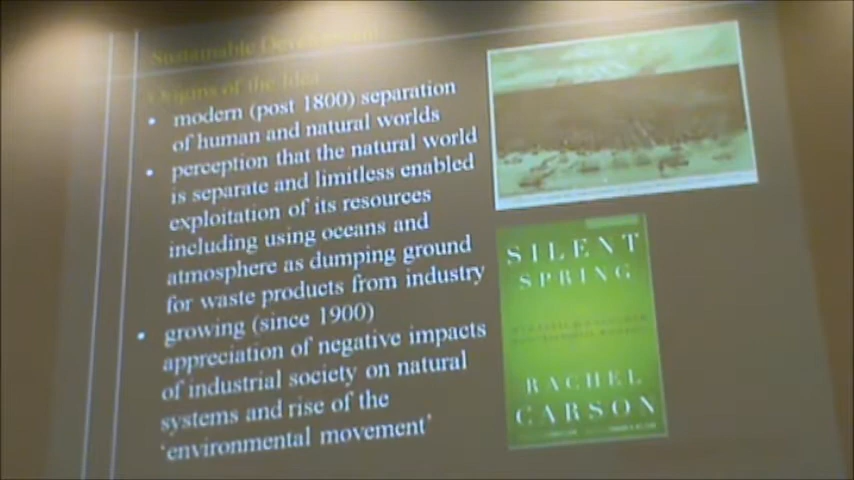 Sustainable Development
Origins of the Idea
• modern (post 1800) separation
of human and natural worlds
• perception that the natural world
is separate and limitless enabled
exploitation of its resources
including using oceans and
atmosphere as dumping ground
for waste products from industry
• growing (since 1900)
appreciation of negative impacts
of industrial society on natural
systems and rise of the
‘environmental movement’
SILENT
SPRING
RACHEL
CARSON